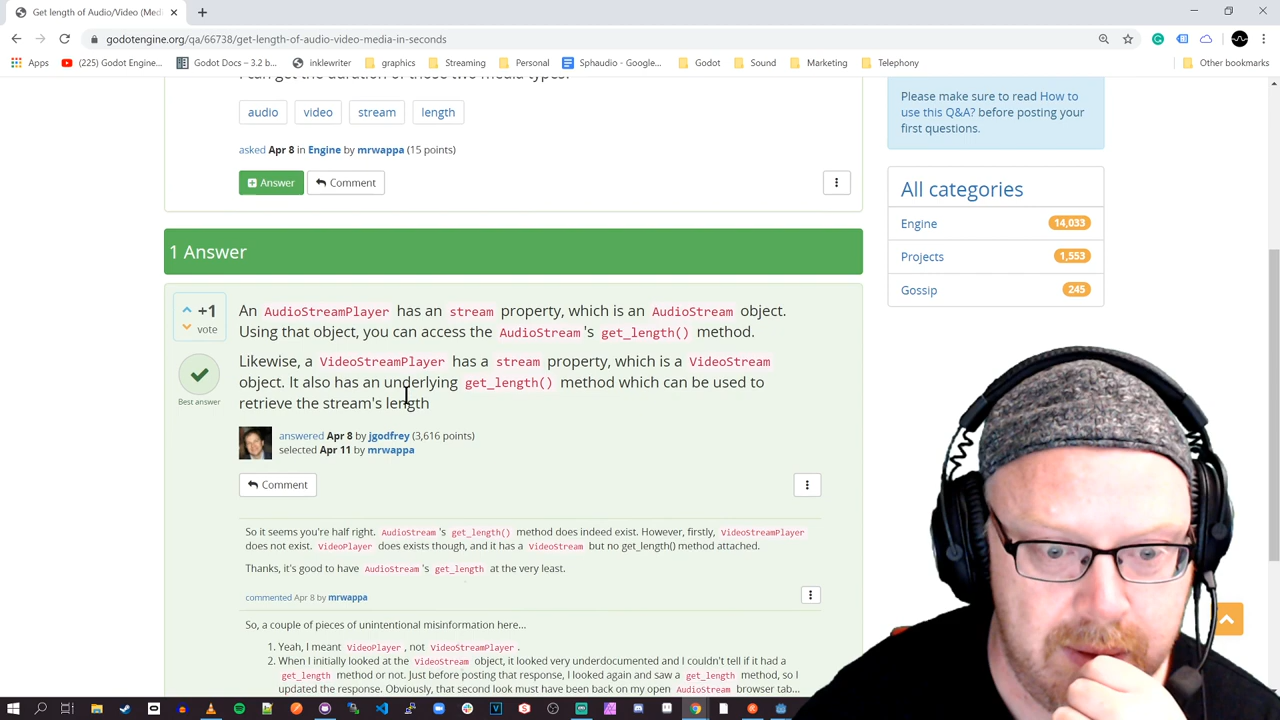 Get length of Audio/Video (Med
godotengine.org/qa/66738/get-length-of-audio-video-media-in-seconds
Apps
(225) Godot Engine...
Godot Docs – 3.2 b...
inklewriter
graphics
Streaming
Personal
Sphaudio - Google...
Godot
Sound
Marketing
Telephony
Other bookmarks
I can get the duration of those two media types.
audio
video
stream
length
asked Apr 8 in Engine by mrwappa (15 points)
Answer
Comment
1 Answer
+1
vote
Best answer
An AudioStreamPlayer has an stream property, which is an AudioStream object.
Using that object, you can access the AudioStream's get_length() method.
Likewise, a VideoStreamPlayer has a stream property, which is a VideoStream
object. It also has an underlying get_length() method which can be used to
retrieve the stream's length
answered Apr 8 by jgodfrey (3,616 points)
selected Apr 11 by mrwappa
Comment
So it seems you're half right. AudioStream's get_length() method does indeed exist. However, firstly, VideoStreamPlayer
does not exist. VideoPlayer does exists though, and it has a VideoStream but no get_length() method attached.
Thanks, it's good to have AudioStream's get_length at the very least.
commented Apr 8 by mrwappa
So, a couple of pieces of unintentional misinformation here...
1. Yeah, I meant VideoPlayer, not VideoStreamPlayer.
2. When I initially looked at the VideoStream object, it looked very underdocumented and I couldn't tell if it had a
get_length method or not. Just before posting that response, I looked again and saw a get_length method, so I
updated the response. Obviously, that second look must have been back on my open AudioStream browser tab...
Please make sure to read How to
use this Q&A? before posting your
first questions.
All categories
Engine
14,033
Projects
1,553
Gossip
245